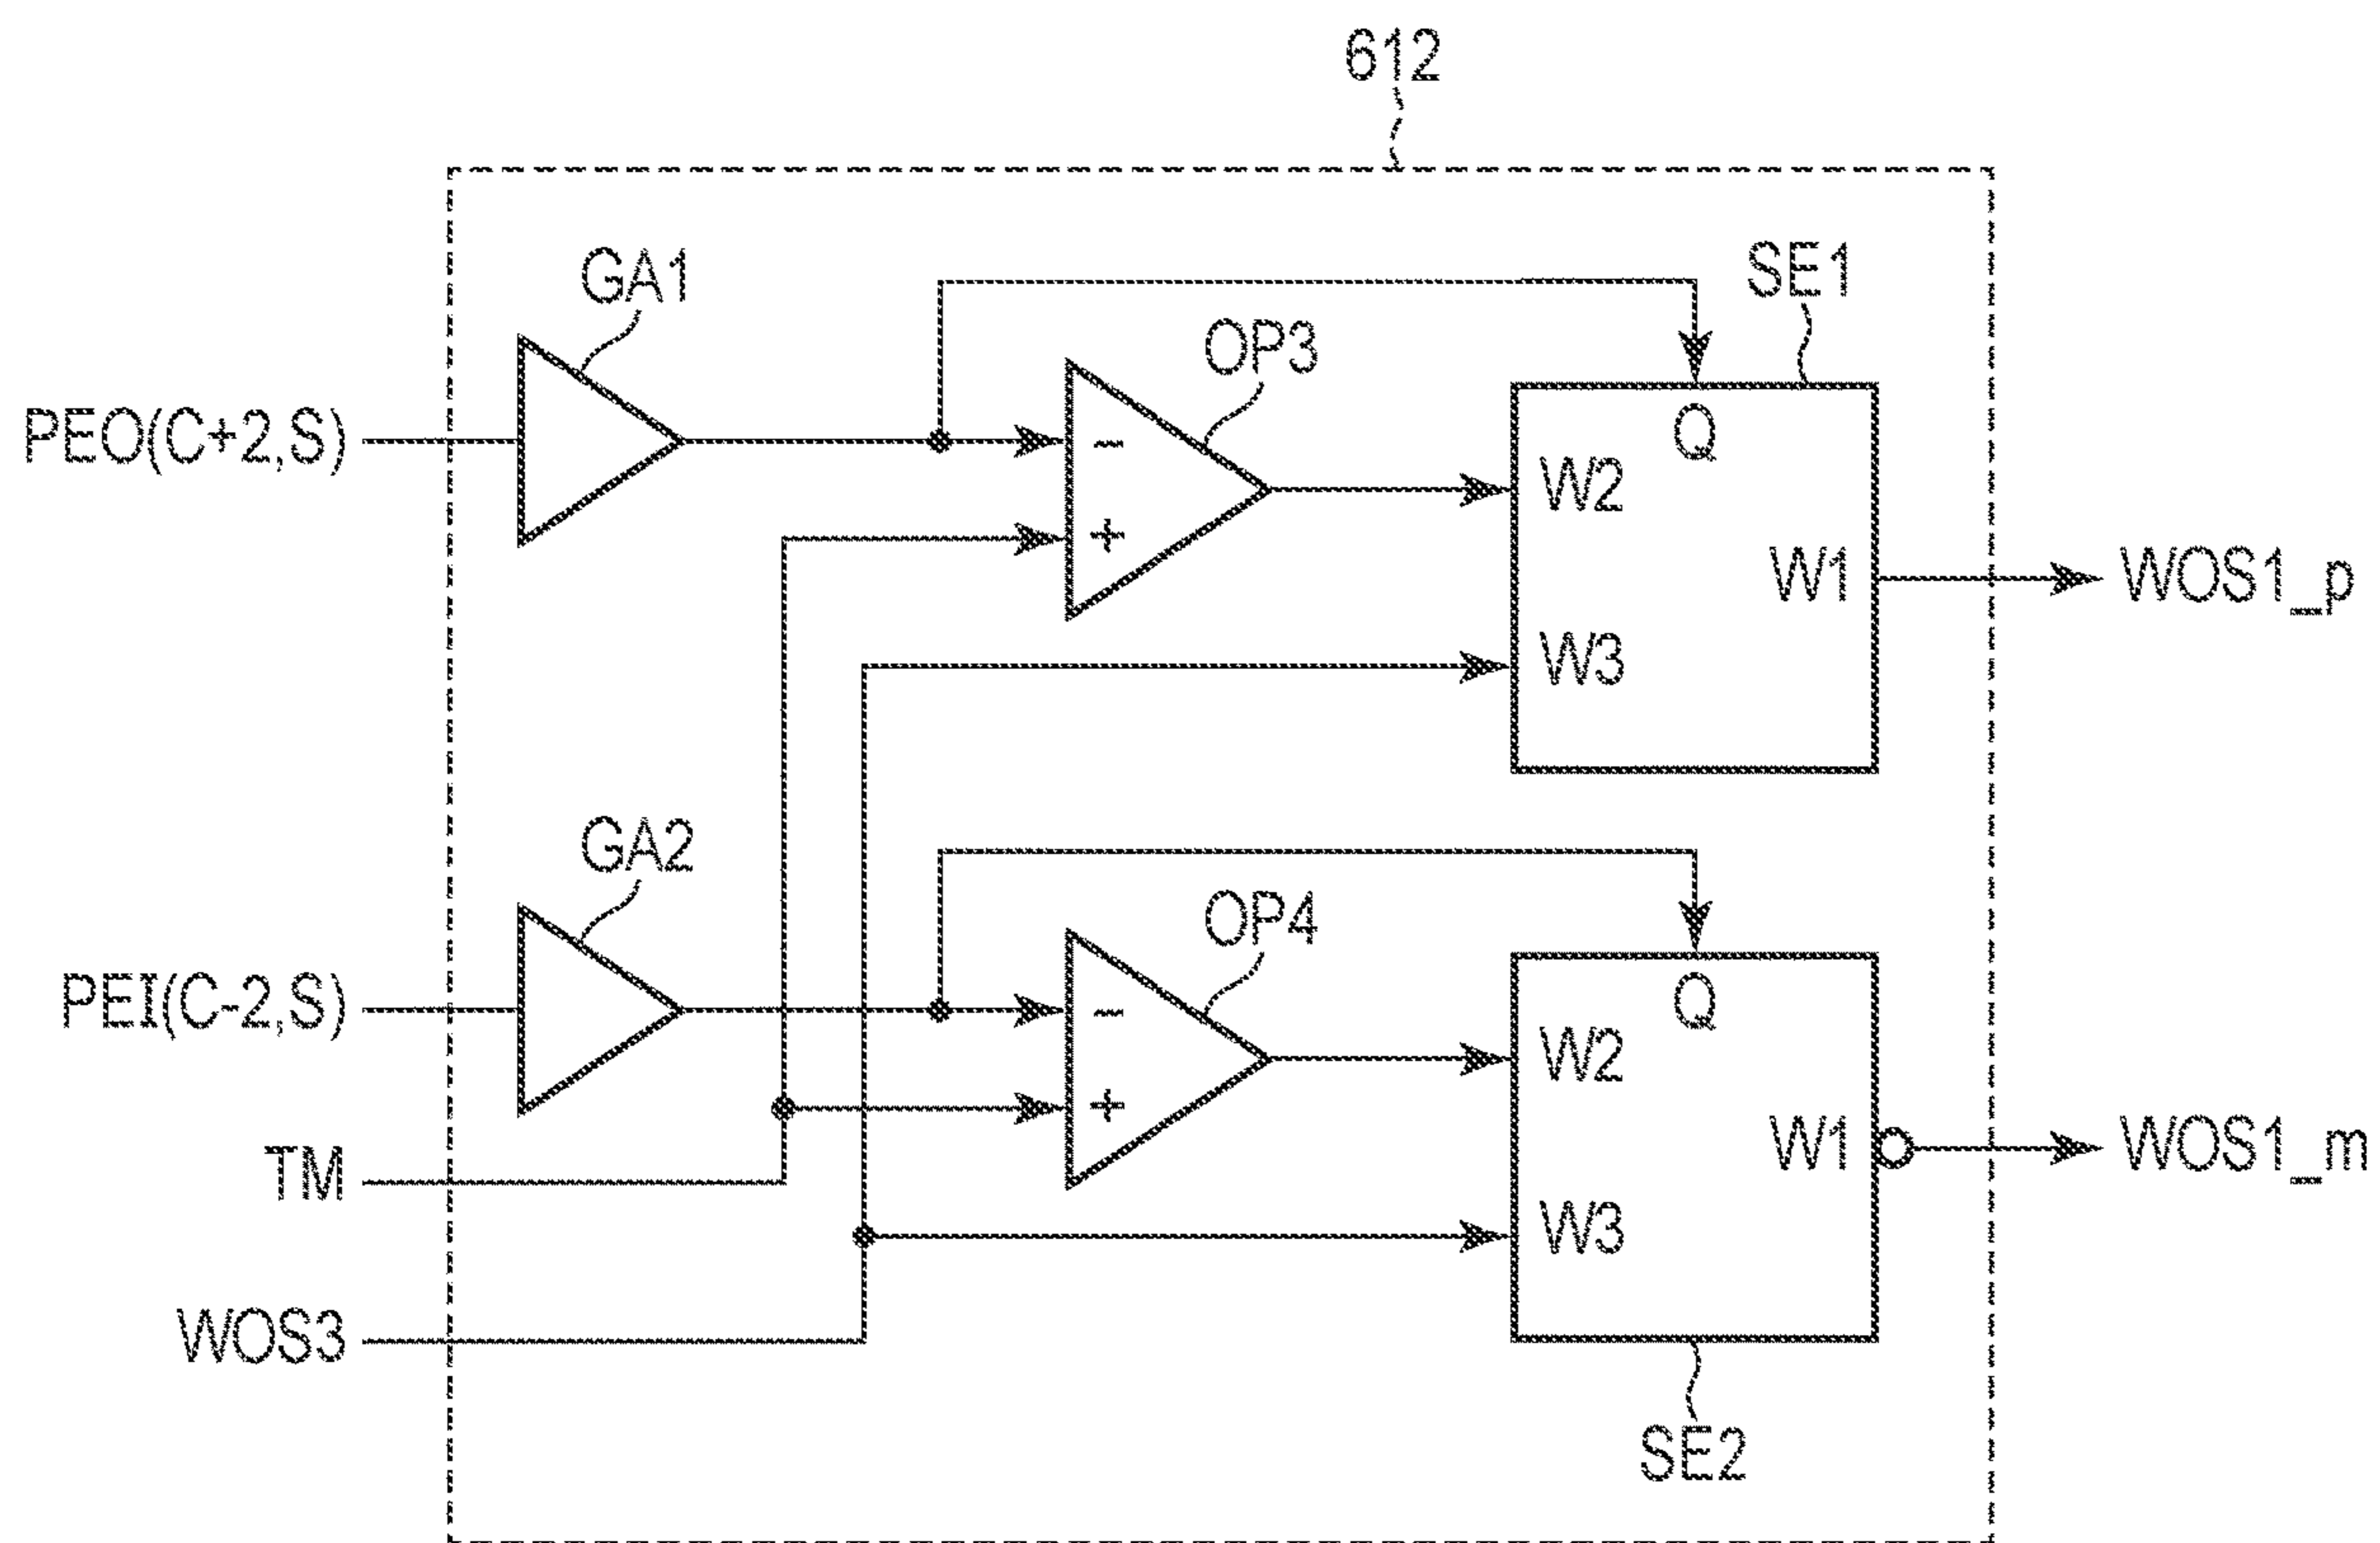 612
GA1
SE1
OP3
PEO(C+2,S)
-
Q
W2
+
W1
WOS1_p
W3
GA2
OP4
PEI(C-2,S)
-
Q
W2
+
W1
WOS1_m
TM
W3
WOS3
SE2